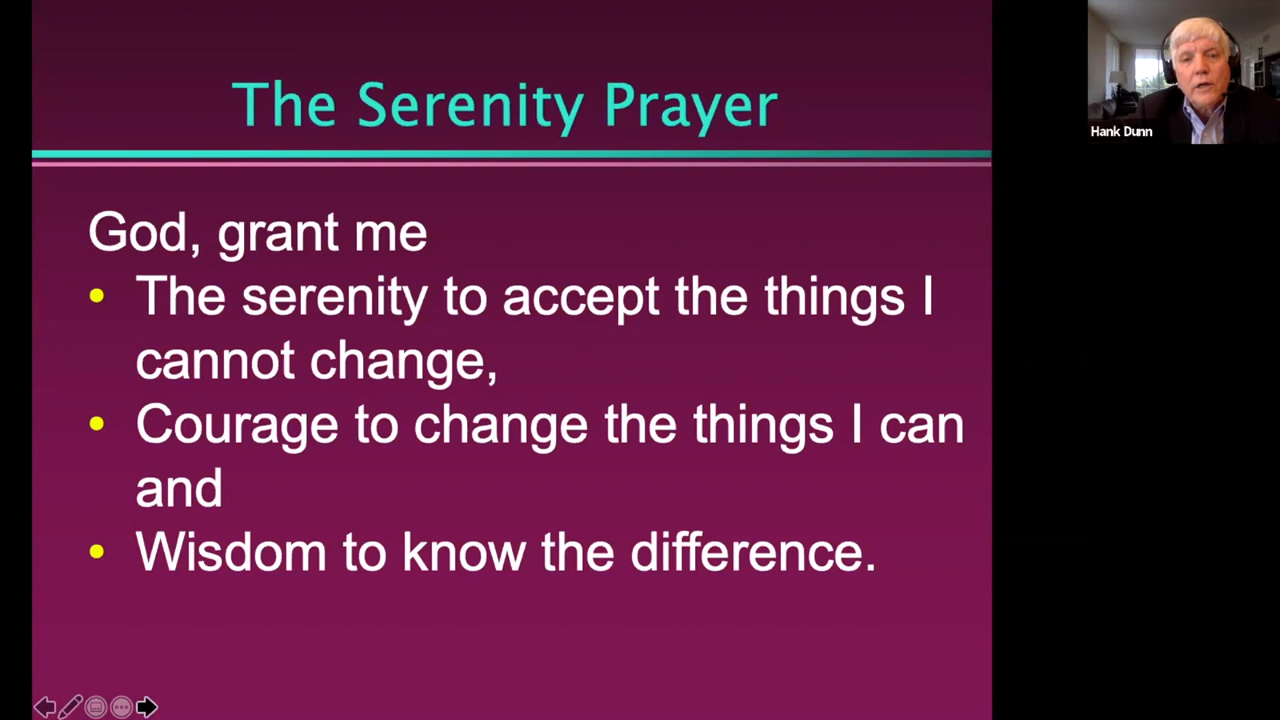 The Serenity Prayer
God, grant me
• The serenity to accept the things I
cannot change,
• Courage to change the things I can
and
• Wisdom to know the difference.
Hank Dunn